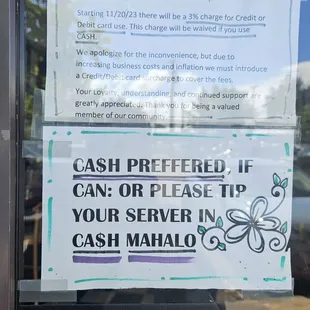 Starting 11/20/23 there will be a 3% charge for Credit or
Debit card use. This charge will be waived if you use
CASH.
We apologize for the inconvenience, but due to
increasing business costs and inflation we must introduce
a Credit/Debit card surcharge to cover the fees.
Your loyalty, understanding, and continued support are
greatly appreciated. Thank you for being a valued
member of our community.
CA$H PREFFERED, IF
CAN: OR PLEASE TIP
YOUR SERVER IN
CA$H MAHALO